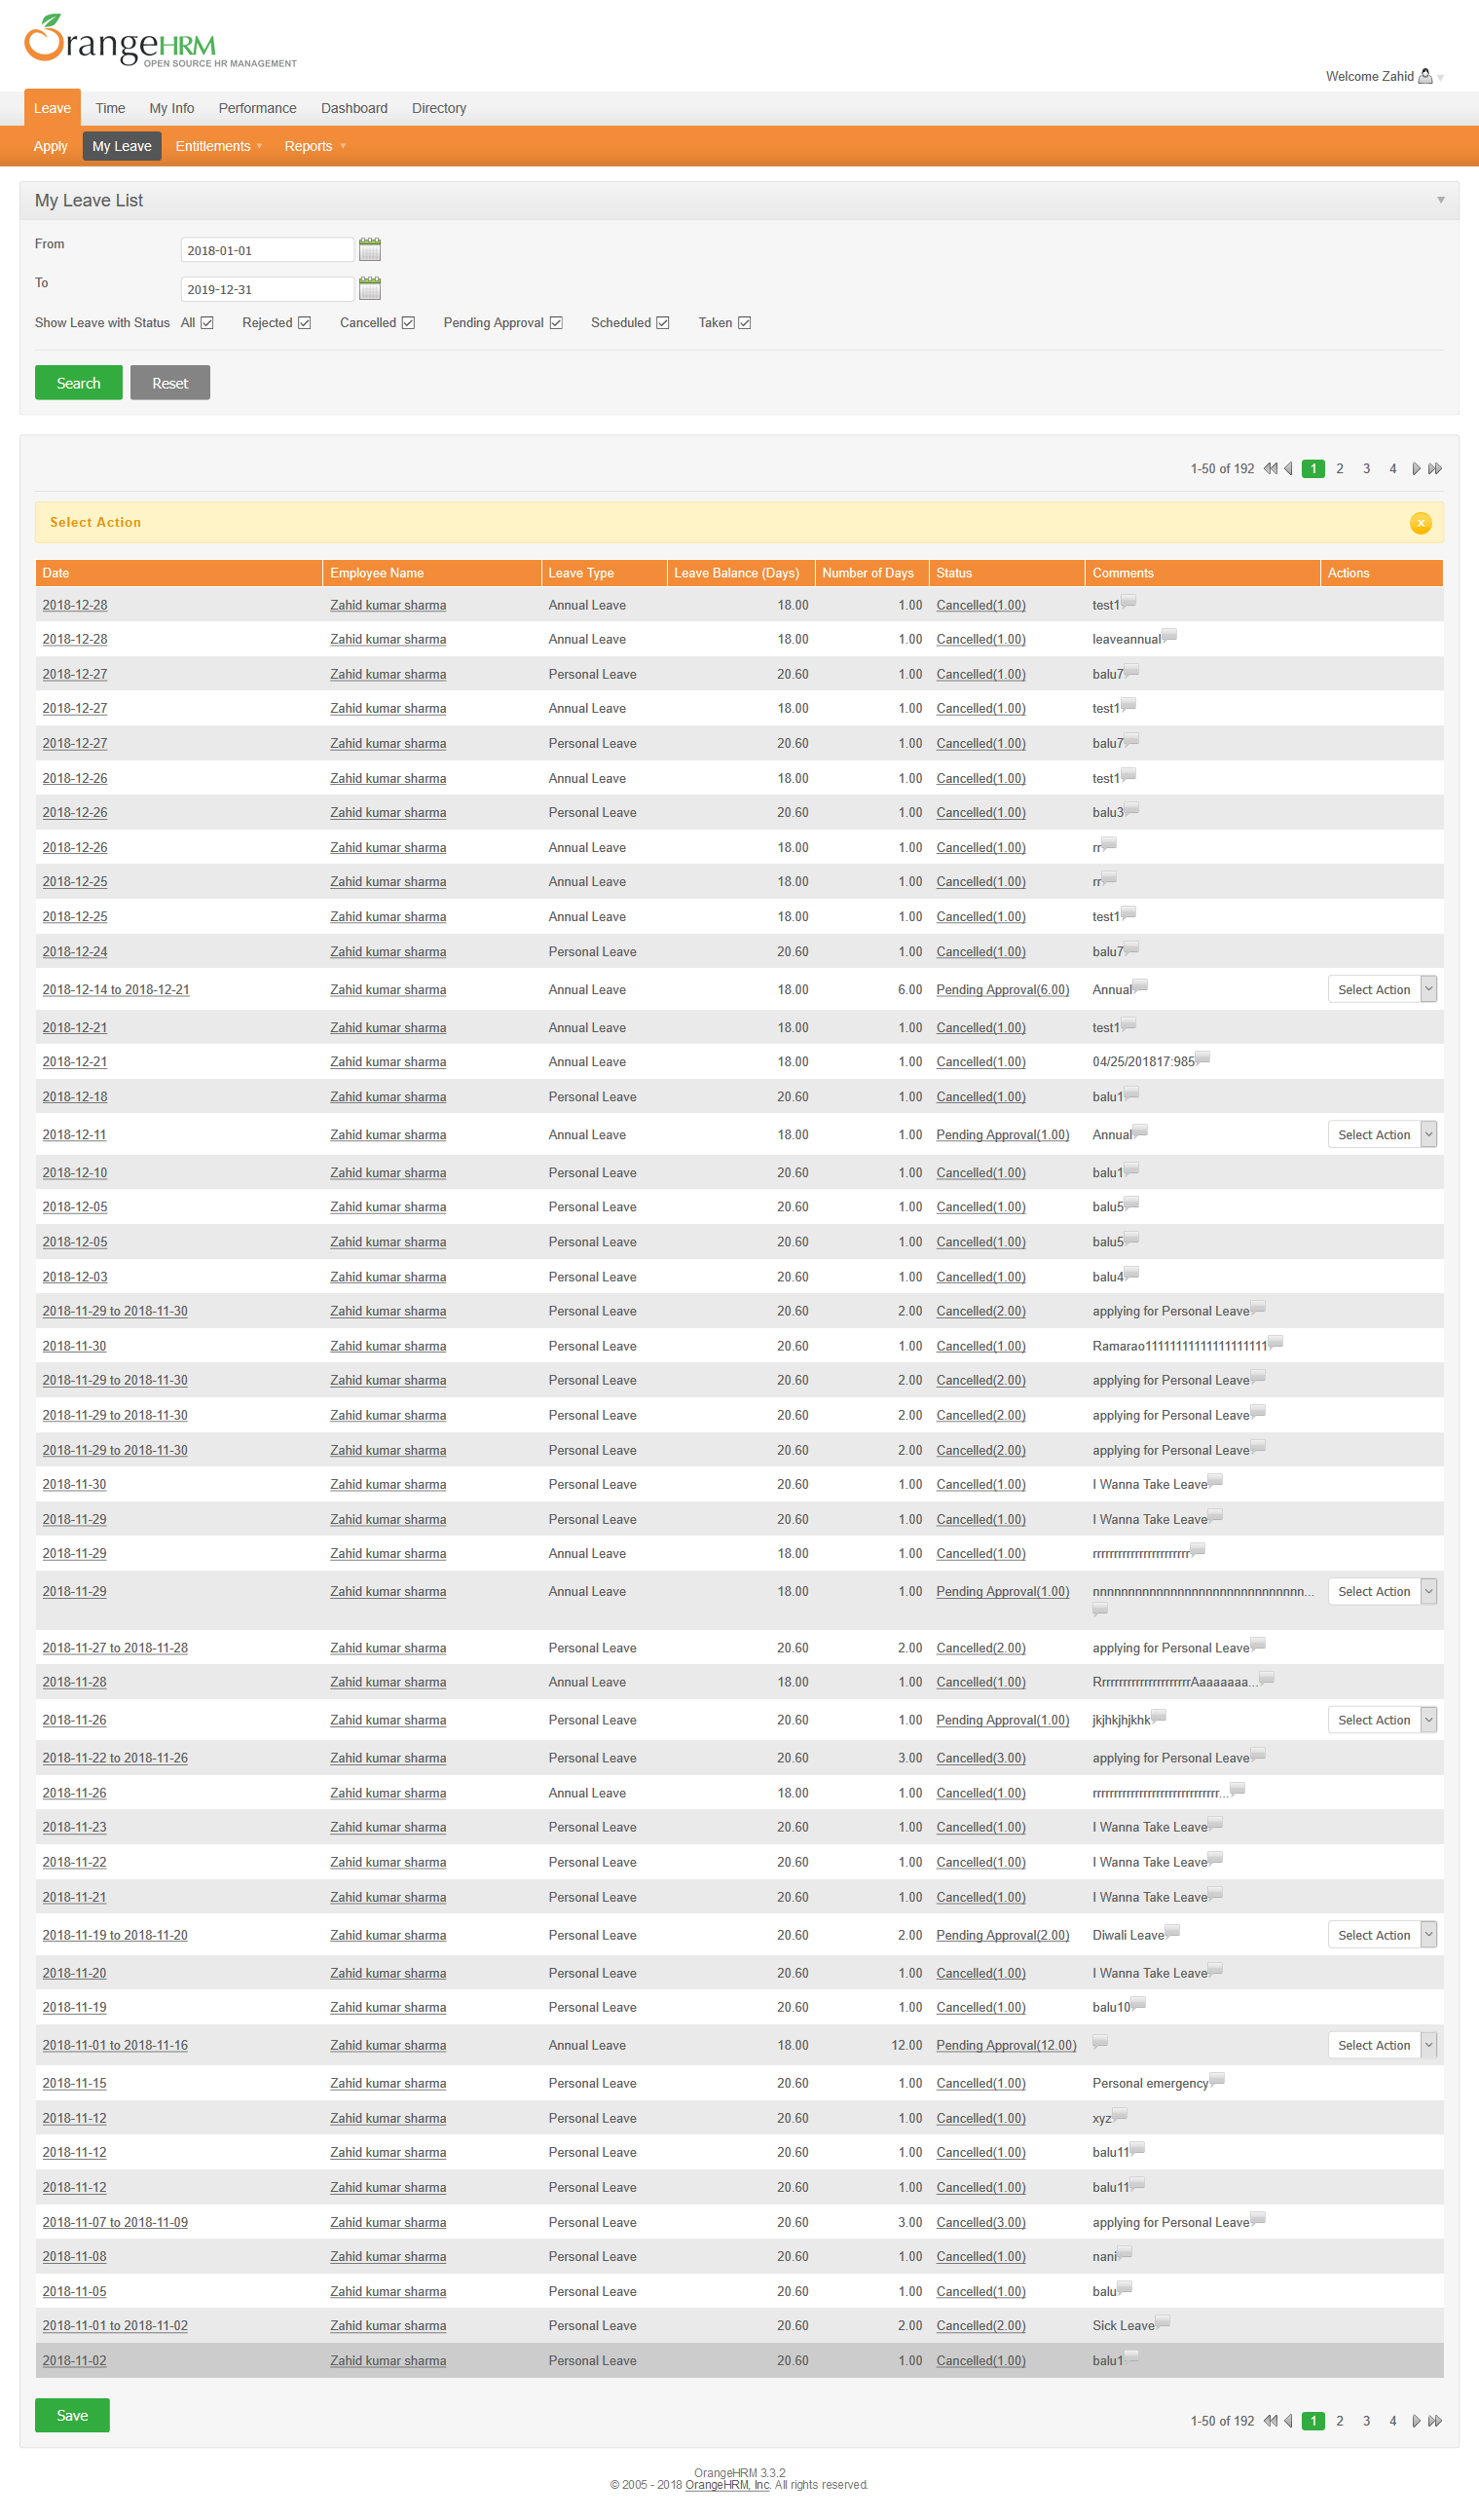 OrangeHRM
OPEN SOURCE HR MANAGEMENT
Welcome Zahid
Leave Time My Info Performance Dashboard Directory
Apply My Leave Entitlements Reports
My Leave List
From 2018-01-01
To 2019-12-31
Show Leave with Status All Rejected Cancelled Pending Approval Scheduled Taken
Search Reset
1-50 of 192 1 2 3 4
Select Action
Date Employee Name Leave Type Leave Balance (Days) Number of Days Status Comments Actions
2018-12-28 Zahid kumar sharma Annual Leave 18.00 1.00 Cancelled(1.00) test1
2018-12-28 Zahid kumar sharma Annual Leave 18.00 1.00 Cancelled(1.00) leaveannual
2018-12-27 Zahid kumar sharma Personal Leave 20.60 1.00 Cancelled(1.00) balu7
2018-12-27 Zahid kumar sharma Annual Leave 18.00 1.00 Cancelled(1.00) test1
2018-12-27 Zahid kumar sharma Personal Leave 20.60 1.00 Cancelled(1.00) balu7
2018-12-26 Zahid kumar sharma Annual Leave 18.00 1.00 Cancelled(1.00) test1
2018-12-26 Zahid kumar sharma Personal Leave 20.60 1.00 Cancelled(1.00) balu3
2018-12-26 Zahid kumar sharma Annual Leave 18.00 1.00 Cancelled(1.00) rr
2018-12-25 Zahid kumar sharma Annual Leave 18.00 1.00 Cancelled(1.00) rr
2018-12-25 Zahid kumar sharma Annual Leave 18.00 1.00 Cancelled(1.00) test1
2018-12-24 Zahid kumar sharma Personal Leave 20.60 1.00 Cancelled(1.00) balu7
2018-12-14 to 2018-12-21 Zahid kumar sharma Annual Leave 18.00 6.00 Pending Approval(6.00) Annual Select Action
2018-12-21 Zahid kumar sharma Annual Leave 18.00 1.00 Cancelled(1.00) test1
2018-12-21 Zahid kumar sharma Annual Leave 18.00 1.00 Cancelled(1.00) 04/25/201817:985
2018-12-18 Zahid kumar sharma Personal Leave 20.60 1.00 Cancelled(1.00) balu1
2018-12-11 Zahid kumar sharma Annual Leave 18.00 1.00 Pending Approval(1.00) Annual Select Action
2018-12-10 Zahid kumar sharma Personal Leave 20.60 1.00 Cancelled(1.00) balu1
2018-12-05 Zahid kumar sharma Personal Leave 20.60 1.00 Cancelled(1.00) balu5
2018-12-05 Zahid kumar sharma Personal Leave 20.60 1.00 Cancelled(1.00) balu5
2018-12-03 Zahid kumar sharma Personal Leave 20.60 1.00 Cancelled(1.00) balu4
2018-11-29 to 2018-11-30 Zahid kumar sharma Personal Leave 20.60 2.00 Cancelled(2.00) applying for Personal Leave
2018-11-30 Zahid kumar sharma Personal Leave 20.60 1.00 Cancelled(1.00) Ramarao11111111111111111111
2018-11-29 to 2018-11-30 Zahid kumar sharma Personal Leave 20.60 2.00 Cancelled(2.00) applying for Personal Leave
2018-11-29 to 2018-11-30 Zahid kumar sharma Personal Leave 20.60 2.00 Cancelled(2.00) applying for Personal Leave
2018-11-29 to 2018-11-30 Zahid kumar sharma Personal Leave 20.60 2.00 Cancelled(2.00) applying for Personal Leave
2018-11-30 Zahid kumar sharma Personal Leave 20.60 1.00 Cancelled(1.00) I Wanna Take Leave
2018-11-29 Zahid kumar sharma Personal Leave 20.60 1.00 Cancelled(1.00) I Wanna Take Leave
2018-11-29 Zahid kumar sharma Annual Leave 18.00 1.00 Cancelled(1.00) rrrrrrrrrrrrrrrrrrrrrrr
2018-11-29 Zahid kumar sharma Annual Leave 18.00 1.00 Pending Approval(1.00) nnnnnnnnnnnnnnnnnnnnnnnnnnnnnn... Select Action
2018-11-27 to 2018-11-28 Zahid kumar sharma Personal Leave 20.60 2.00 Cancelled(2.00) applying for Personal Leave
2018-11-28 Zahid kumar sharma Annual Leave 18.00 1.00 Cancelled(1.00) RrrrrrrrrrrrrrrrrrrrrrAaaaaaaa...
2018-11-26 Zahid kumar sharma Personal Leave 20.60 1.00 Pending Approval(1.00) jkjhkjhjkhk Select Action
2018-11-22 to 2018-11-26 Zahid kumar sharma Personal Leave 20.60 3.00 Cancelled(3.00) applying for Personal Leave
2018-11-26 Zahid kumar sharma Annual Leave 18.00 1.00 Cancelled(1.00) rrrrrrrrrrrrrrrrrrrrrrrrrrrrrr...
2018-11-23 Zahid kumar sharma Personal Leave 20.60 1.00 Cancelled(1.00) I Wanna Take Leave
2018-11-22 Zahid kumar sharma Personal Leave 20.60 1.00 Cancelled(1.00) I Wanna Take Leave
2018-11-21 Zahid kumar sharma Personal Leave 20.60 1.00 Cancelled(1.00) I Wanna Take Leave
2018-11-19 to 2018-11-20 Zahid kumar sharma Personal Leave 20.60 2.00 Pending Approval(2.00) Diwali Leave Select Action
2018-11-20 Zahid kumar sharma Personal Leave 20.60 1.00 Cancelled(1.00) I Wanna Take Leave
2018-11-19 Zahid kumar sharma Personal Leave 20.60 1.00 Cancelled(1.00) balu10
2018-11-01 to 2018-11-16 Zahid kumar sharma Annual Leave 18.00 12.00 Pending Approval(12.00) Select Action
2018-11-15 Zahid kumar sharma Personal Leave 20.60 1.00 Cancelled(1.00) Personal emergency
2018-11-12 Zahid kumar sharma Personal Leave 20.60 1.00 Cancelled(1.00) xyz
2018-11-12 Zahid kumar sharma Personal Leave 20.60 1.00 Cancelled(1.00) balu11
2018-11-12 Zahid kumar sharma Personal Leave 20.60 1.00 Cancelled(1.00) balu11
2018-11-07 to 2018-11-09 Zahid kumar sharma Personal Leave 20.60 3.00 Cancelled(3.00) applying for Personal Leave
2018-11-08 Zahid kumar sharma Personal Leave 20.60 1.00 Cancelled(1.00) nani
2018-11-05 Zahid kumar sharma Personal Leave 20.60 1.00 Cancelled(1.00) balu
2018-11-01 to 2018-11-02 Zahid kumar sharma Personal Leave 20.60 2.00 Cancelled(2.00) Sick Leave
2018-11-02 Zahid kumar sharma Personal Leave 20.60 1.00 Cancelled(1.00) balu1
Save
1-50 of 192 1 2 3 4
OrangeHRM 3.3.2
© 2005 - 2018 OrangeHRM, Inc. All rights reserved.